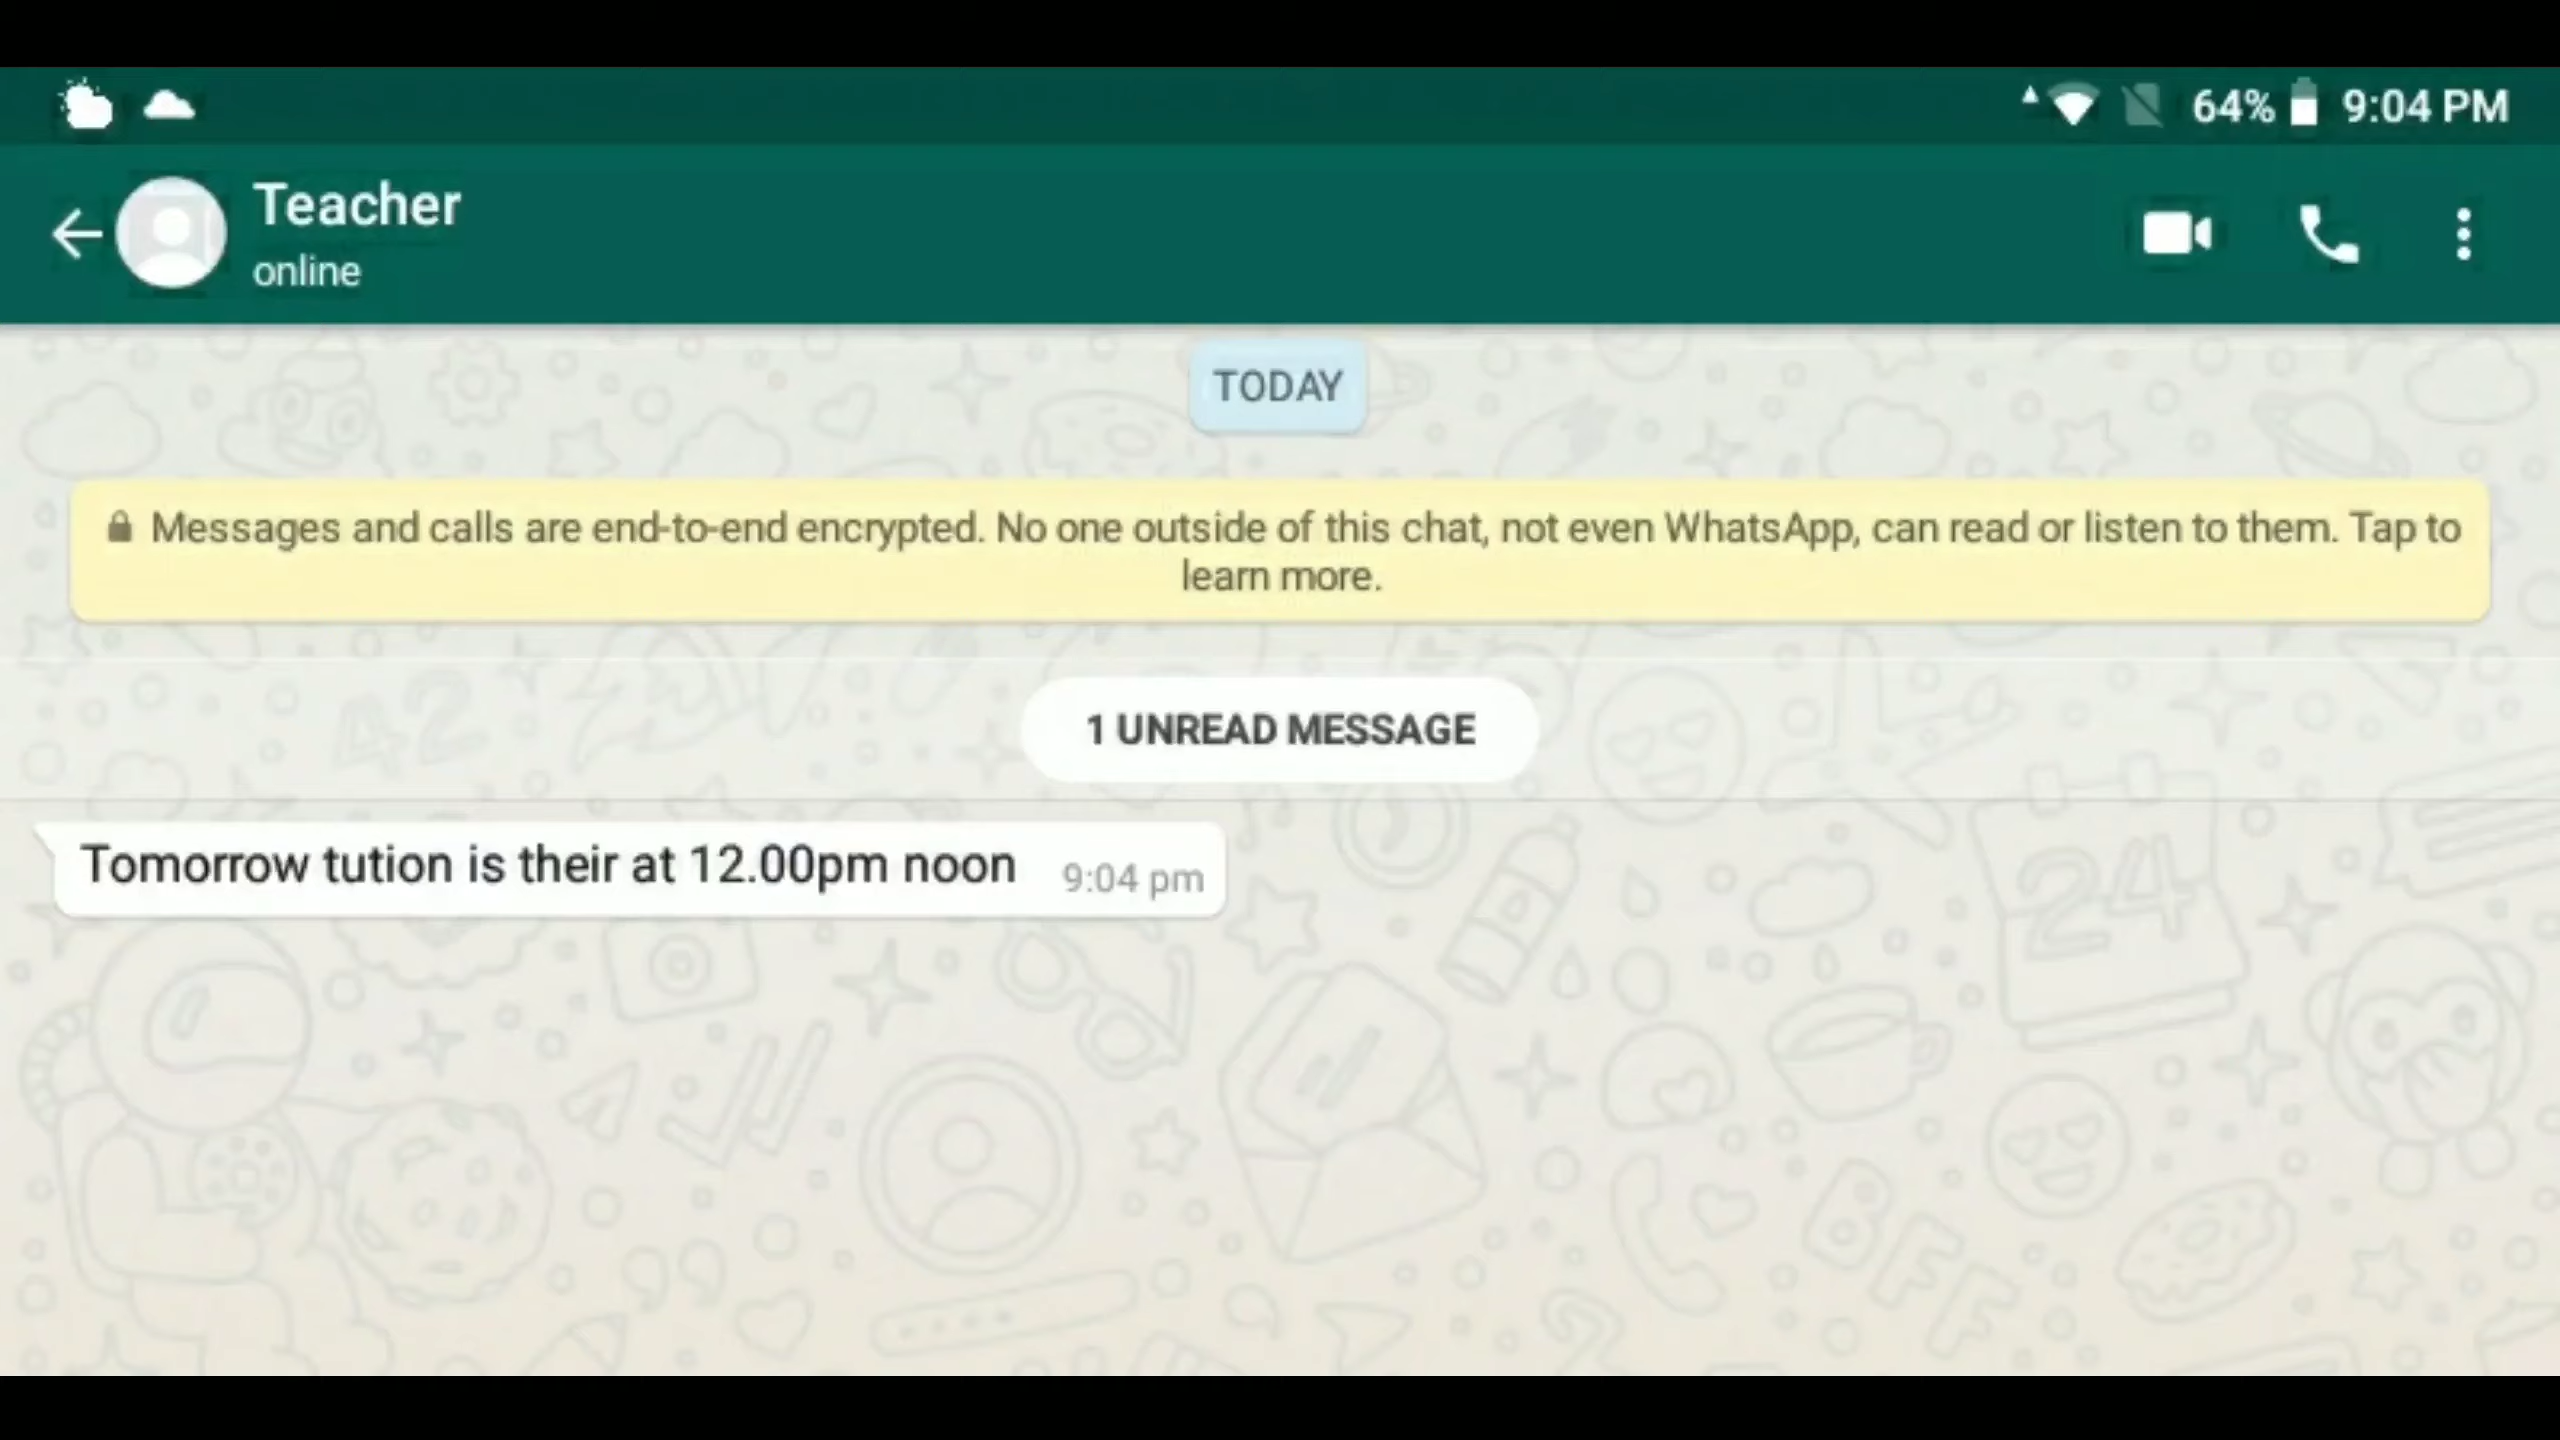 64% 9:04 PM
Teacher
online
TODAY
Messages and calls are end-to-end encrypted. No one outside of this chat, not even WhatsApp, can read or listen to them. Tap to
learn more.
1 UNREAD MESSAGE
Tomorrow tution is their at 12.00pm noon 9:04 pm